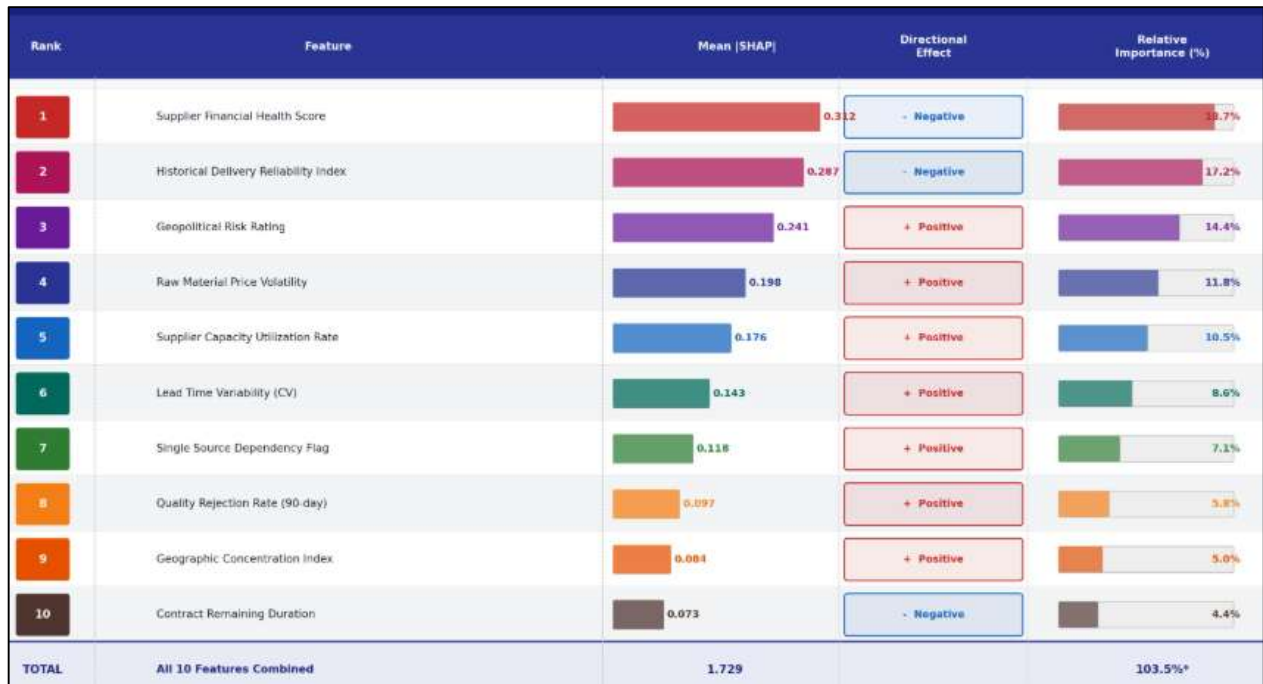 Rank Feature Mean |SHAP| Directional Effect Relative Importance (%)
1 Supplier Financial Health Score 0.312 - Negative 18.7%
2 Historical Delivery Reliability Index 0.287 - Negative 17.2%
3 Geopolitical Risk Rating 0.241 + Positive 14.4%
4 Raw Material Price Volatility 0.198 + Positive 11.8%
5 Supplier Capacity Utilization Rate 0.176 + Positive 10.5%
6 Lead Time Variability (CV) 0.143 + Positive 8.6%
7 Single Source Dependency Flag 0.118 + Positive 7.1%
8 Quality Rejection Rate (90-day) 0.097 + Positive 5.8%
9 Geographic Concentration Index 0.084 + Positive 5.0%
10 Contract Remaining Duration 0.073 - Negative 4.4%
TOTAL All 10 Features Combined 1.729 103.5%*